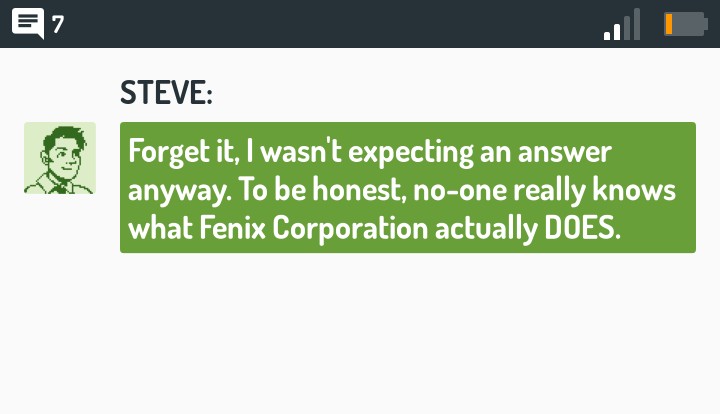 7
STEVE:
Forget it, I wasn't expecting an answer
anyway. To be honest, no-one really knows
what Fenix Corporation actually DOES.